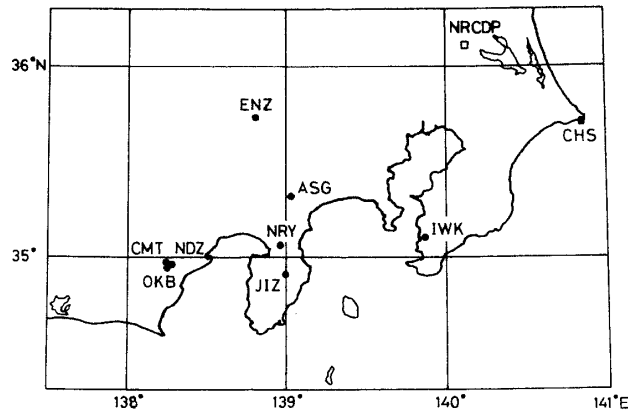 NRCDP
36°N
ENZ
CHS
ASG
CMT NDZ NRY IWK
35°
OKB JIZ
138° 139° 140° 141°E